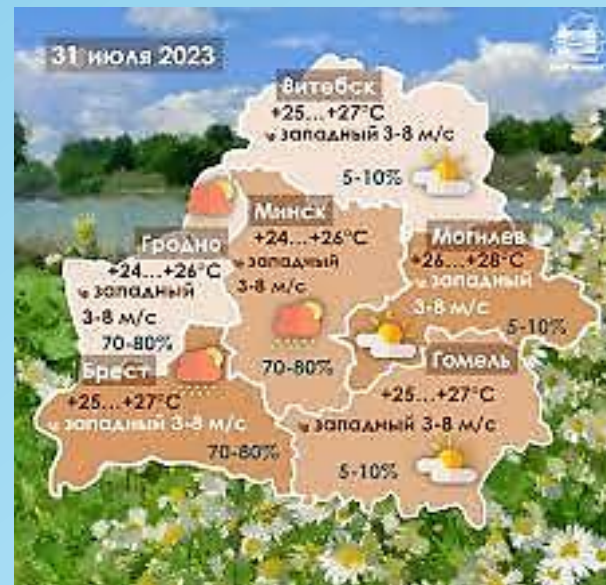 31 июля 2023
Витебск
+25...+27°C
западный 3-8 м/с
5-10%
Минск
+24...+26°C
западный
3-8 м/с
70-80%
Гродно
+24...+26°C
западный
3-8 м/с
70-80%
Могилев
+26...+28°C
западный
3-8 м/с
5-10%
Брест
+25...+27°C
западный 3-8 м/с
70-80%
Гомель
+25...+27°C
западный 3-8 м/с
5-10%